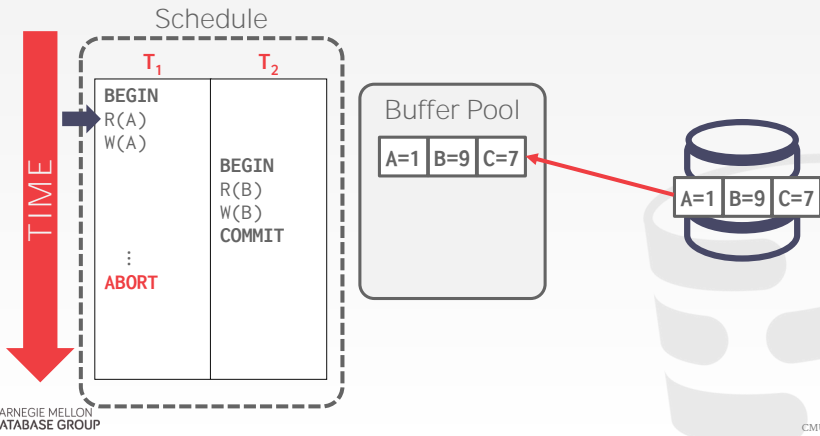 Schedule
T1 T2
TIME
BEGIN
R(A)
W(A)
⋮
ABORT
BEGIN
R(B)
W(B)
COMMIT
Buffer Pool
A=1 B=9 C=7
A=1 B=9 C=7
ARNEGIE MELLON
ATABASE GROUP
CMU